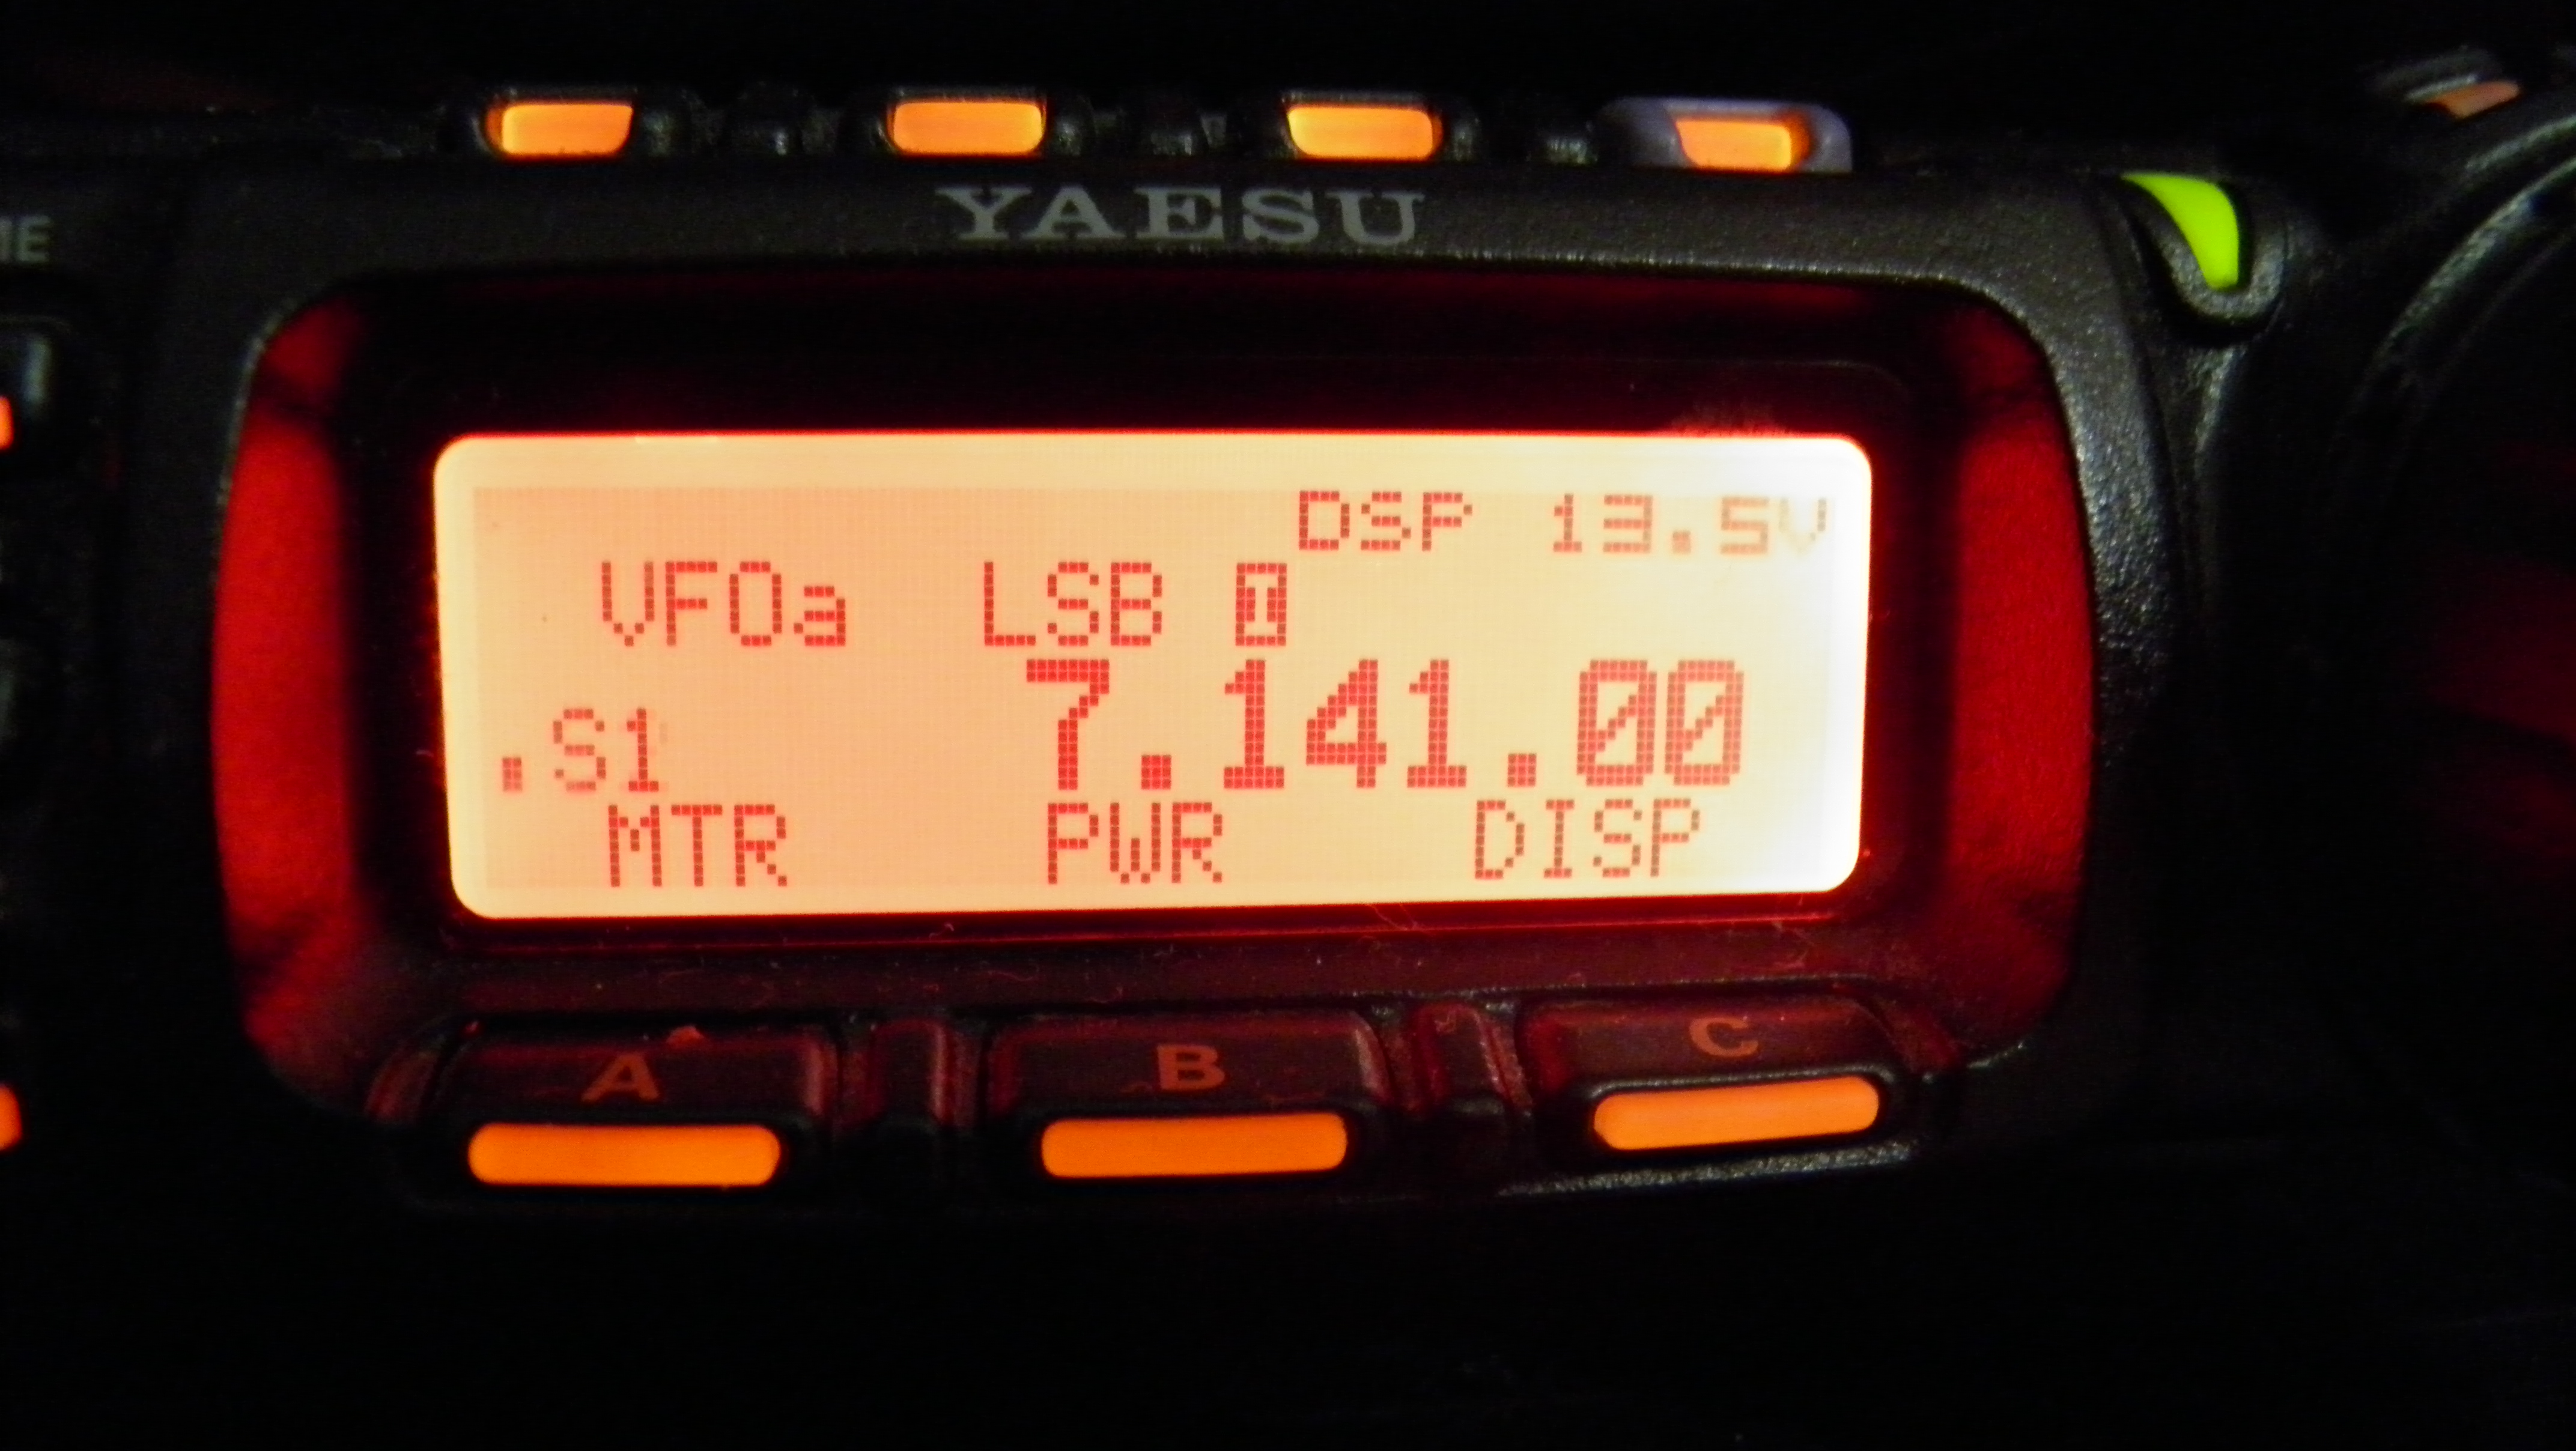 YAESU
DSP 13.5V
VFOa LSB I
.S1 7.141.00
MTR PWR DISP
A B C